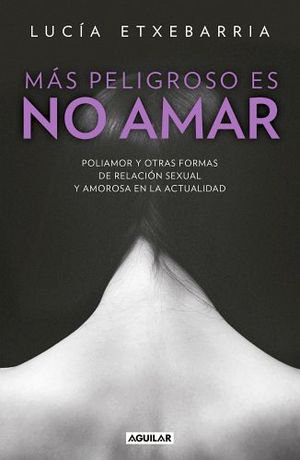 LUCÍA ETXEBARRIA
MÁS PELIGROSO ES
NO AMAR
POLIAMOR Y OTRAS FORMAS
DE RELACIÓN SEXUAL
Y AMOROSA EN LA ACTUALIDAD
AGUILAR